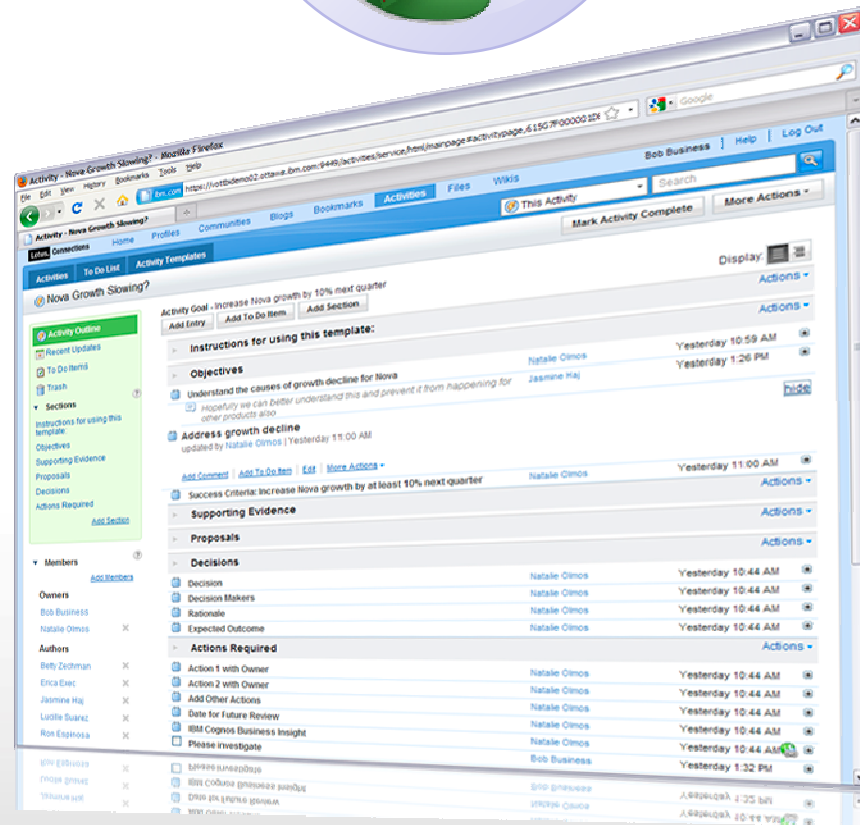 Activity - Nova Growth Slowing? - Mozilla Firefox
File Edit View History Bookmarks Tools Help
ibm.com
Google
Activity - Nova Growth Slowing?
Bob Business | Help | Log Out
Lotus. Connections Home Profiles Communities Blogs Bookmarks Activities Files Wikis
This Activity Search
Activities To Do List Activity Templates
Mark Activity Complete More Actions
Nova Growth Slowing?
Display:
Activity Goal - Increase Nova growth by 10% next quarter
Add Entry Add To Do Item Add Section
Actions
Activity Outline
Recent Updates
To Do Items
Trash
Sections
Instructions for using this
template:
Objectives
Supporting Evidence
Proposals
Decisions
Actions Required
Add Section
Members
Add Members
Owners
Bob Business
Natalie Olmos
Authors
Betty Zechman
Erica Exec
Jasmine Haj
Lucille Suarez
Ron Espinosa
Instructions for using this template:
Actions
Objectives
Understand the causes of growth decline for Nova Natalie Olmos Yesterday 10:59 AM
Hopefully we can better understand this and prevent it from happening for Jasmine Haj Yesterday 1:26 PM
other products also
hide
Address growth decline
updated by Natalie Olmos | Yesterday 11:00 AM
Add Comment | Add To Do Item | Edit | More Actions
Success Criteria: Increase Nova growth by at least 10% next quarter Natalie Olmos Yesterday 11:00 AM
Supporting Evidence Actions
Proposals Actions
Decisions Actions
Decision Natalie Olmos Yesterday 10:44 AM
Decision Makers Natalie Olmos Yesterday 10:44 AM
Rationale Natalie Olmos Yesterday 10:44 AM
Expected Outcome Natalie Olmos Yesterday 10:44 AM
Actions Required Actions
Action 1 with Owner Natalie Olmos Yesterday 10:44 AM
Action 2 with Owner Natalie Olmos Yesterday 10:44 AM
Add Other Actions Natalie Olmos Yesterday 10:44 AM
Date for Future Review Natalie Olmos Yesterday 10:44 AM
IBM Cognos Business Insight Natalie Olmos Yesterday 10:44 AM
Please investigate Bob Business Yesterday 1:32 PM